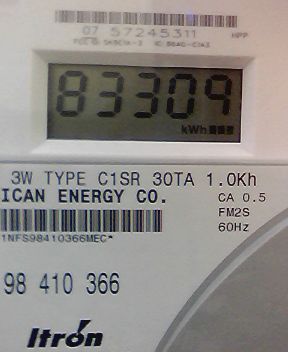 07 57245311 HPP
83309
kWh
3W TYPE C1SR 30TA 1.0Kh
ICAN ENERGY CO.
CA 0.5
FM2S
1NFS98410366MEC*
60Hz
98 410 366
Itron